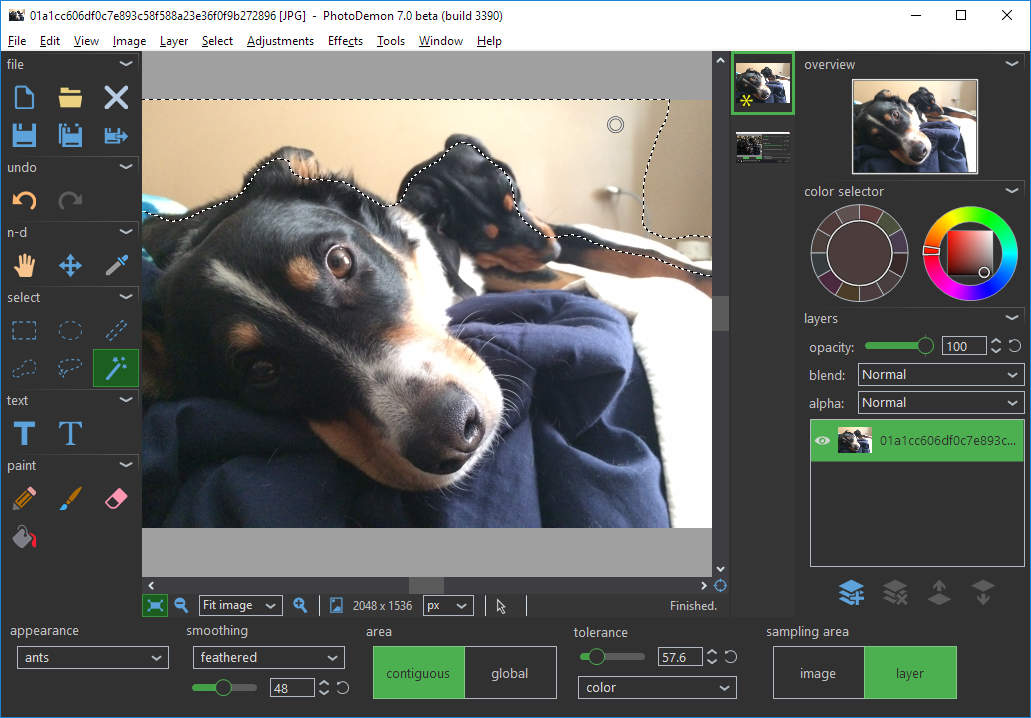 01a1cc606df0c7e893c58f588a23e36f0f9b272896 [JPG] - PhotoDemon 7.0 beta (build 3390)
File Edit View Image Layer Select Adjustments Effects Tools Window Help
file
undo
n-d
select
text
T T
paint
overview
color selector
layers
opacity: 100
blend: Normal
alpha: Normal
01a1cc606df0c7e893c...
Fit image 2048 x 1536 px Finished.
appearance
ants
smoothing
feathered
48
area
contiguous global
tolerance
57.6
color
sampling area
image layer